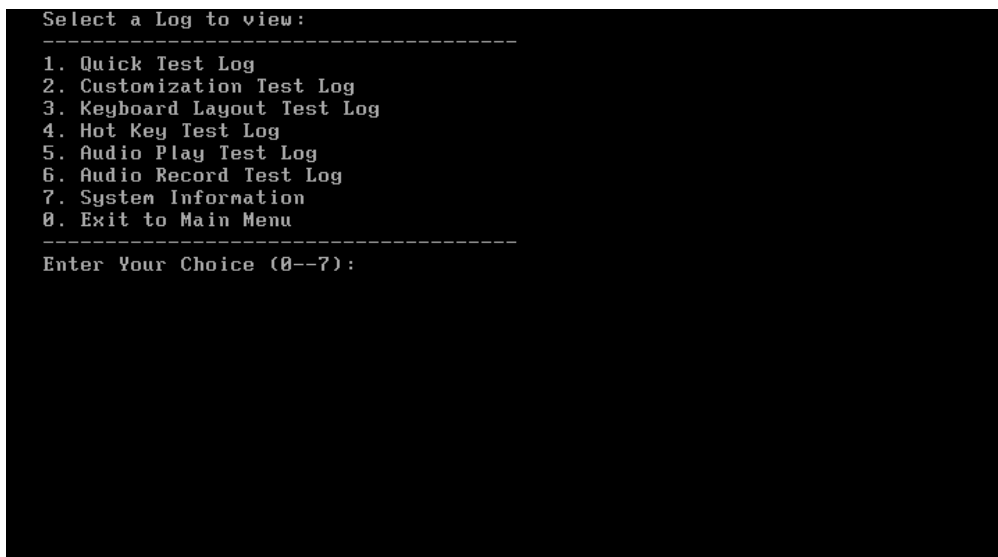 Select a Log to view:
--------------------------------------
1. Quick Test Log
2. Customization Test Log
3. Keyboard Layout Test Log
4. Hot Key Test Log
5. Audio Play Test Log
6. Audio Record Test Log
7. System Information
0. Exit to Main Menu
--------------------------------------
Enter Your Choice (0--7):